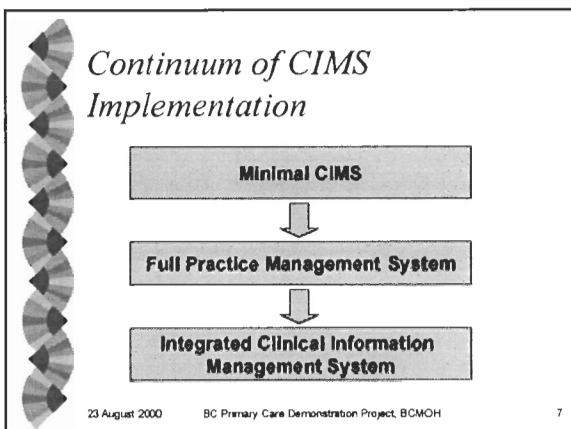 Continuum of CIMS
Implementation
Minimal CIMS
Full Practice Management System
Integrated Clinical Information
Management System
23 August 2000 BC Primary Care Demonstration Project, BCMOH 7